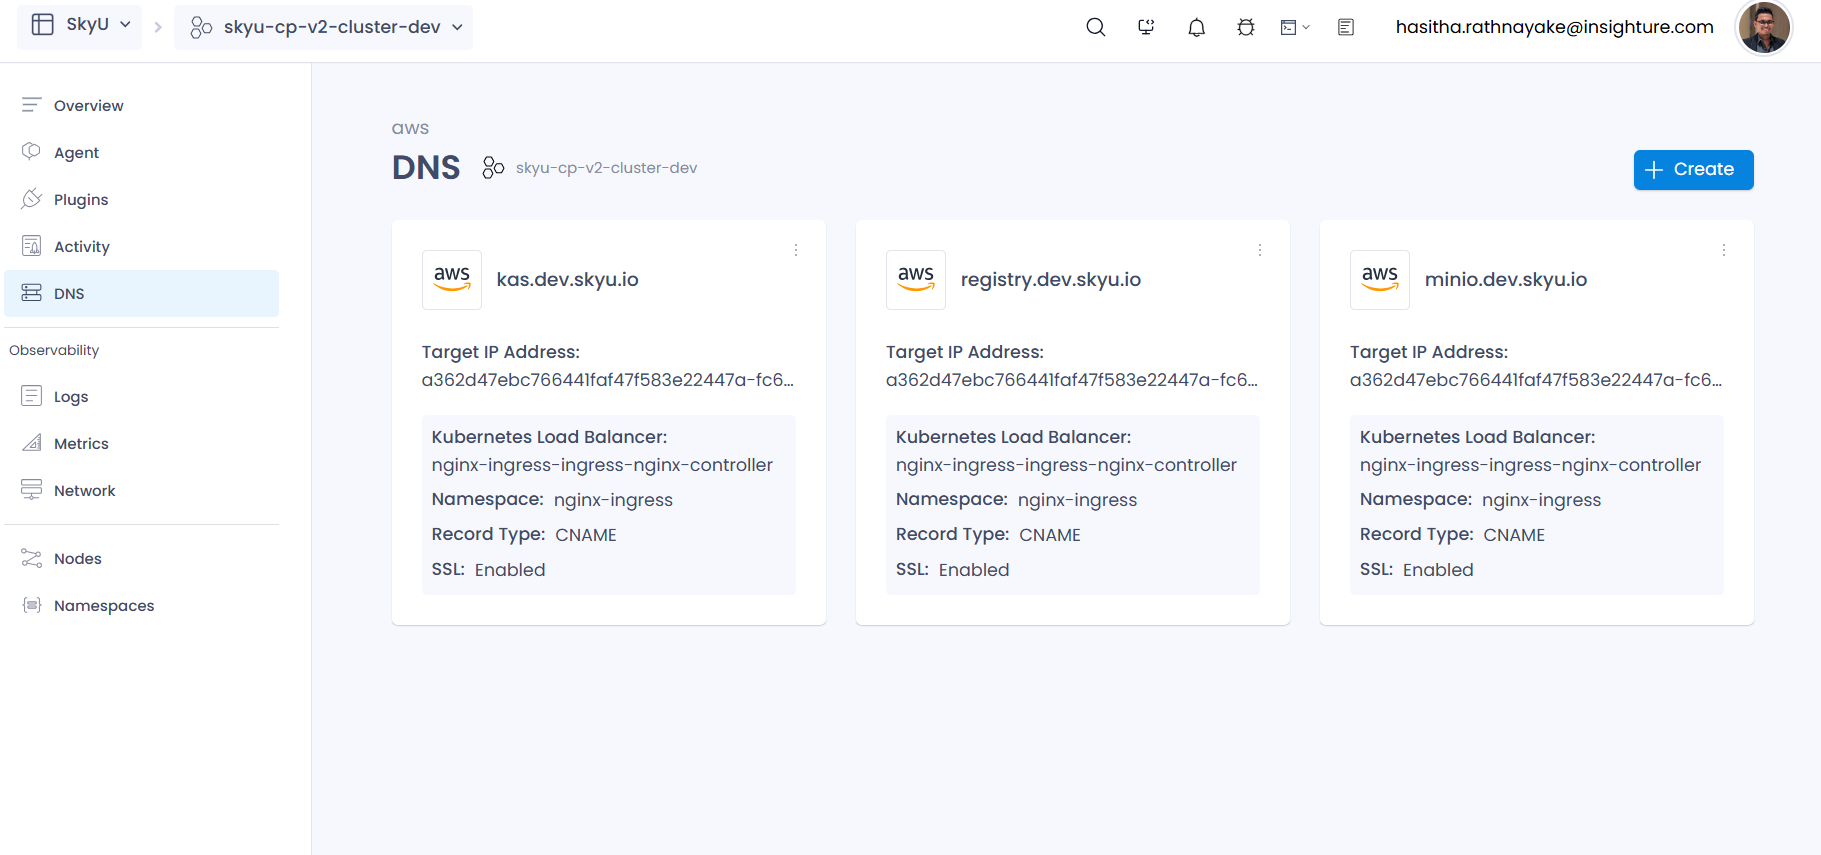 SkyU
skyu-cp-v2-cluster-dev
hasitha.rathnayake@insighture.com
Overview
Agent
Plugins
Activity
DNS
Observability
Logs
Metrics
Network
Nodes
Namespaces
aws
DNS skyu-cp-v2-cluster-dev
Create
aws
kas.dev.skyu.io
Target IP Address:
a362d47ebc766441faf47f583e22447a-fc6...
Kubernetes Load Balancer:
nginx-ingress-ingress-nginx-controller
Namespace: nginx-ingress
Record Type: CNAME
SSL: Enabled
aws
registry.dev.skyu.io
Target IP Address:
a362d47ebc766441faf47f583e22447a-fc6...
Kubernetes Load Balancer:
nginx-ingress-ingress-nginx-controller
Namespace: nginx-ingress
Record Type: CNAME
SSL: Enabled
aws
minio.dev.skyu.io
Target IP Address:
a362d47ebc766441faf47f583e22447a-fc6...
Kubernetes Load Balancer:
nginx-ingress-ingress-nginx-controller
Namespace: nginx-ingress
Record Type: CNAME
SSL: Enabled